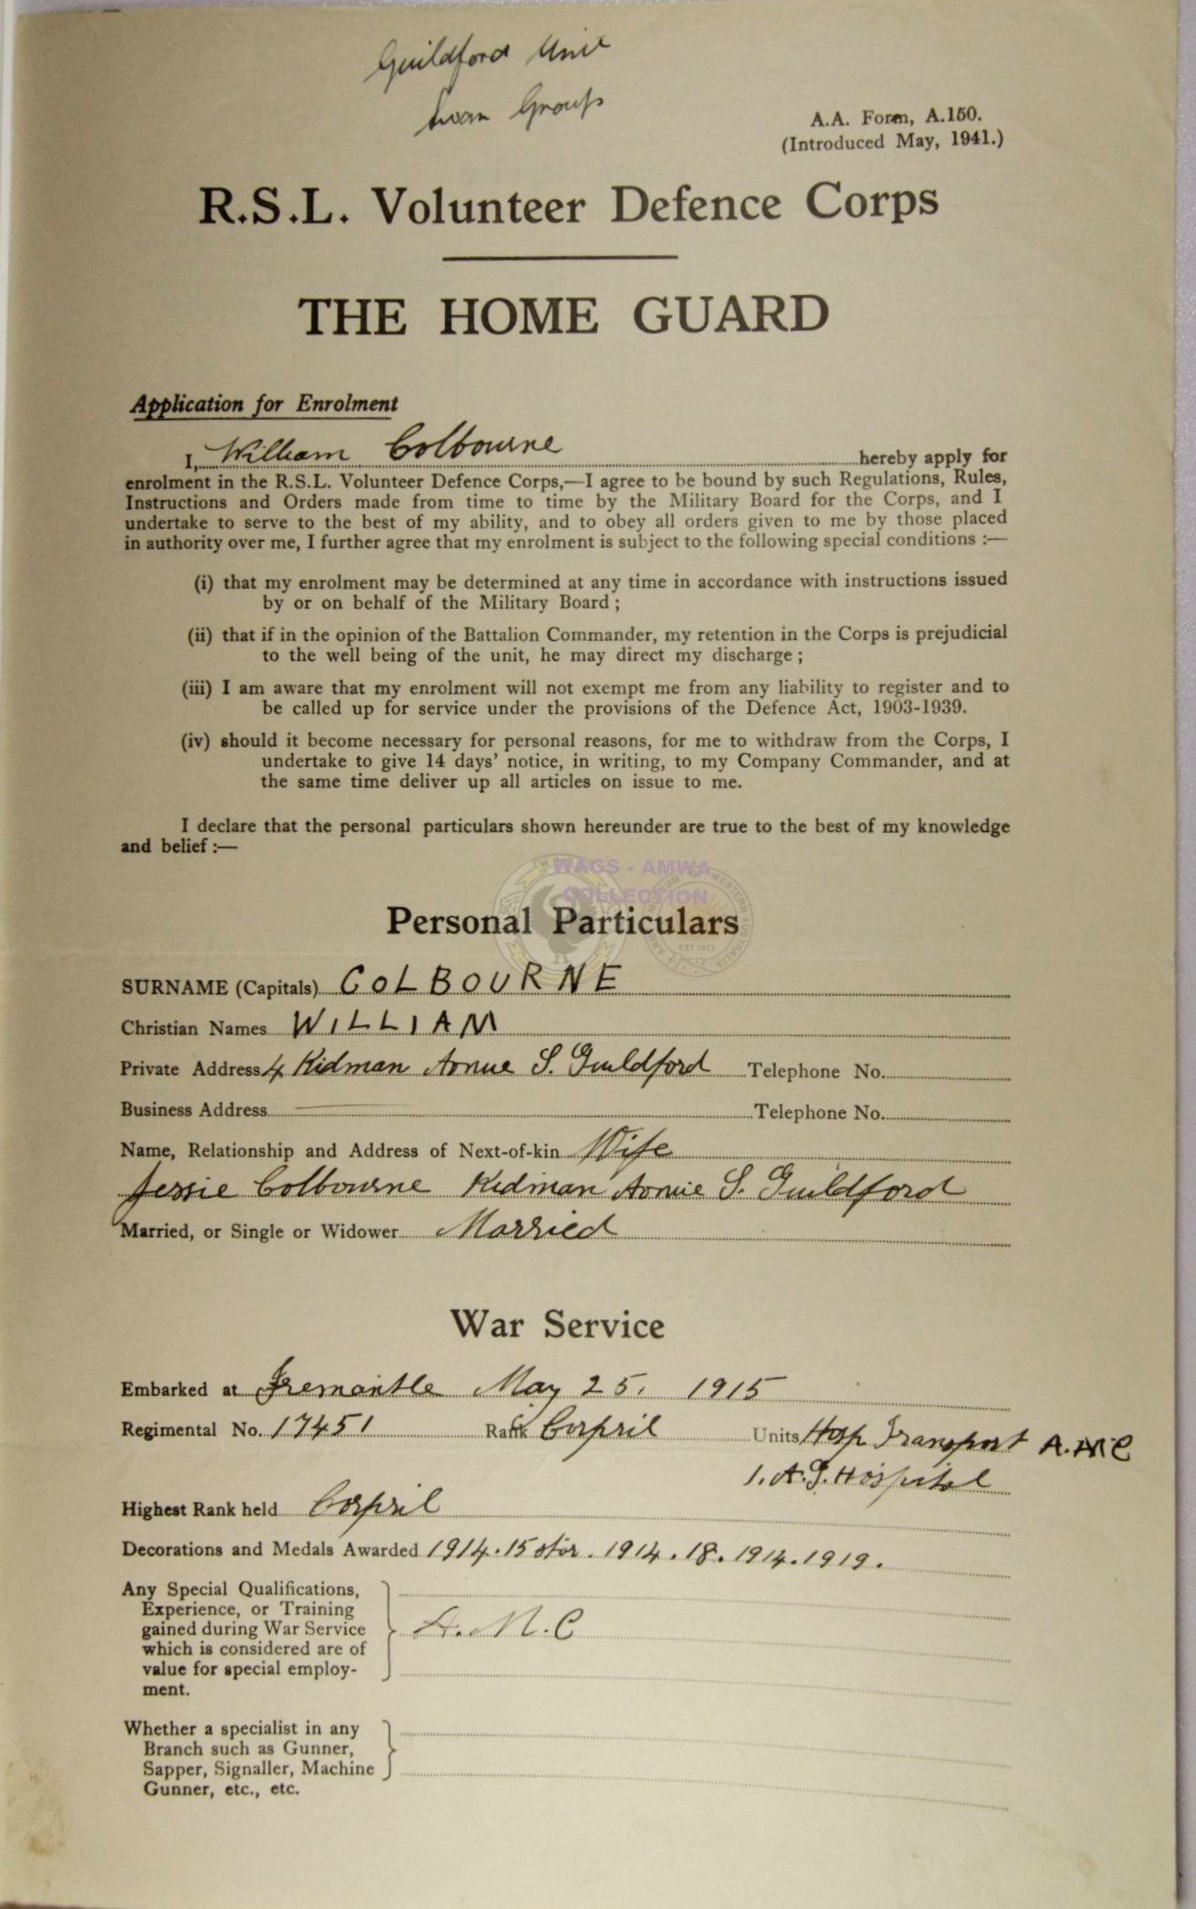 Guildford Unit
Swan Group
A.A. Form, A.150.
(Introduced May, 1941.)
R.S.L. Volunteer Defence Corps
THE HOME GUARD
Application for Enrolment
I, William Colbourne hereby apply for
enrolment in the R.S.L. Volunteer Defence Corps,—I agree to be bound by such Regulations, Rules,
Instructions and Orders made from time to time by the Military Board for the Corps, and I
undertake to serve to the best of my ability, and to obey all orders given to me by those placed
in authority over me, I further agree that my enrolment is subject to the following special conditions :—
(i) that my enrolment may be determined at any time in accordance with instructions issued
by or on behalf of the Military Board ;
(ii) that if in the opinion of the Battalion Commander, my retention in the Corps is prejudicial
to the well being of the unit, he may direct my discharge ;
(iii) I am aware that my enrolment will not exempt me from any liability to register and to
be called up for service under the provisions of the Defence Act, 1903-1939.
(iv) should it become necessary for personal reasons, for me to withdraw from the Corps, I
undertake to give 14 days' notice, in writing, to my Company Commander, and at
the same time deliver up all articles on issue to me.
I declare that the personal particulars shown hereunder are true to the best of my knowledge
and belief :—
WAGS - AMWA
COLLECTION
Personal Particulars
SURNAME (Capitals) COLBOURNE
Christian Names WILLIAM
Private Address 4 Kidman Avnue S. Guildford Telephone No.
Business Address Telephone No.
Name, Relationship and Address of Next-of-kin Wife
Jessie Colbourne Kidman Avnue S. Guildford
Married, or Single or Widower Married
War Service
Embarked at Fremantle May 25, 1915
Regimental No. 17451 Rank Corpril Units Hosp Transport A.MC
1.A.G. Hospital
Highest Rank held Corpril
Decorations and Medals Awarded 1914.15 star. 1914.18. 1914.1919.
Any Special Qualifications,
Experience, or Training
gained during War Service
which is considered are of
value for special employ-
ment.
A.M.C
Whether a specialist in any
Branch such as Gunner,
Sapper, Signaller, Machine
Gunner, etc., etc.